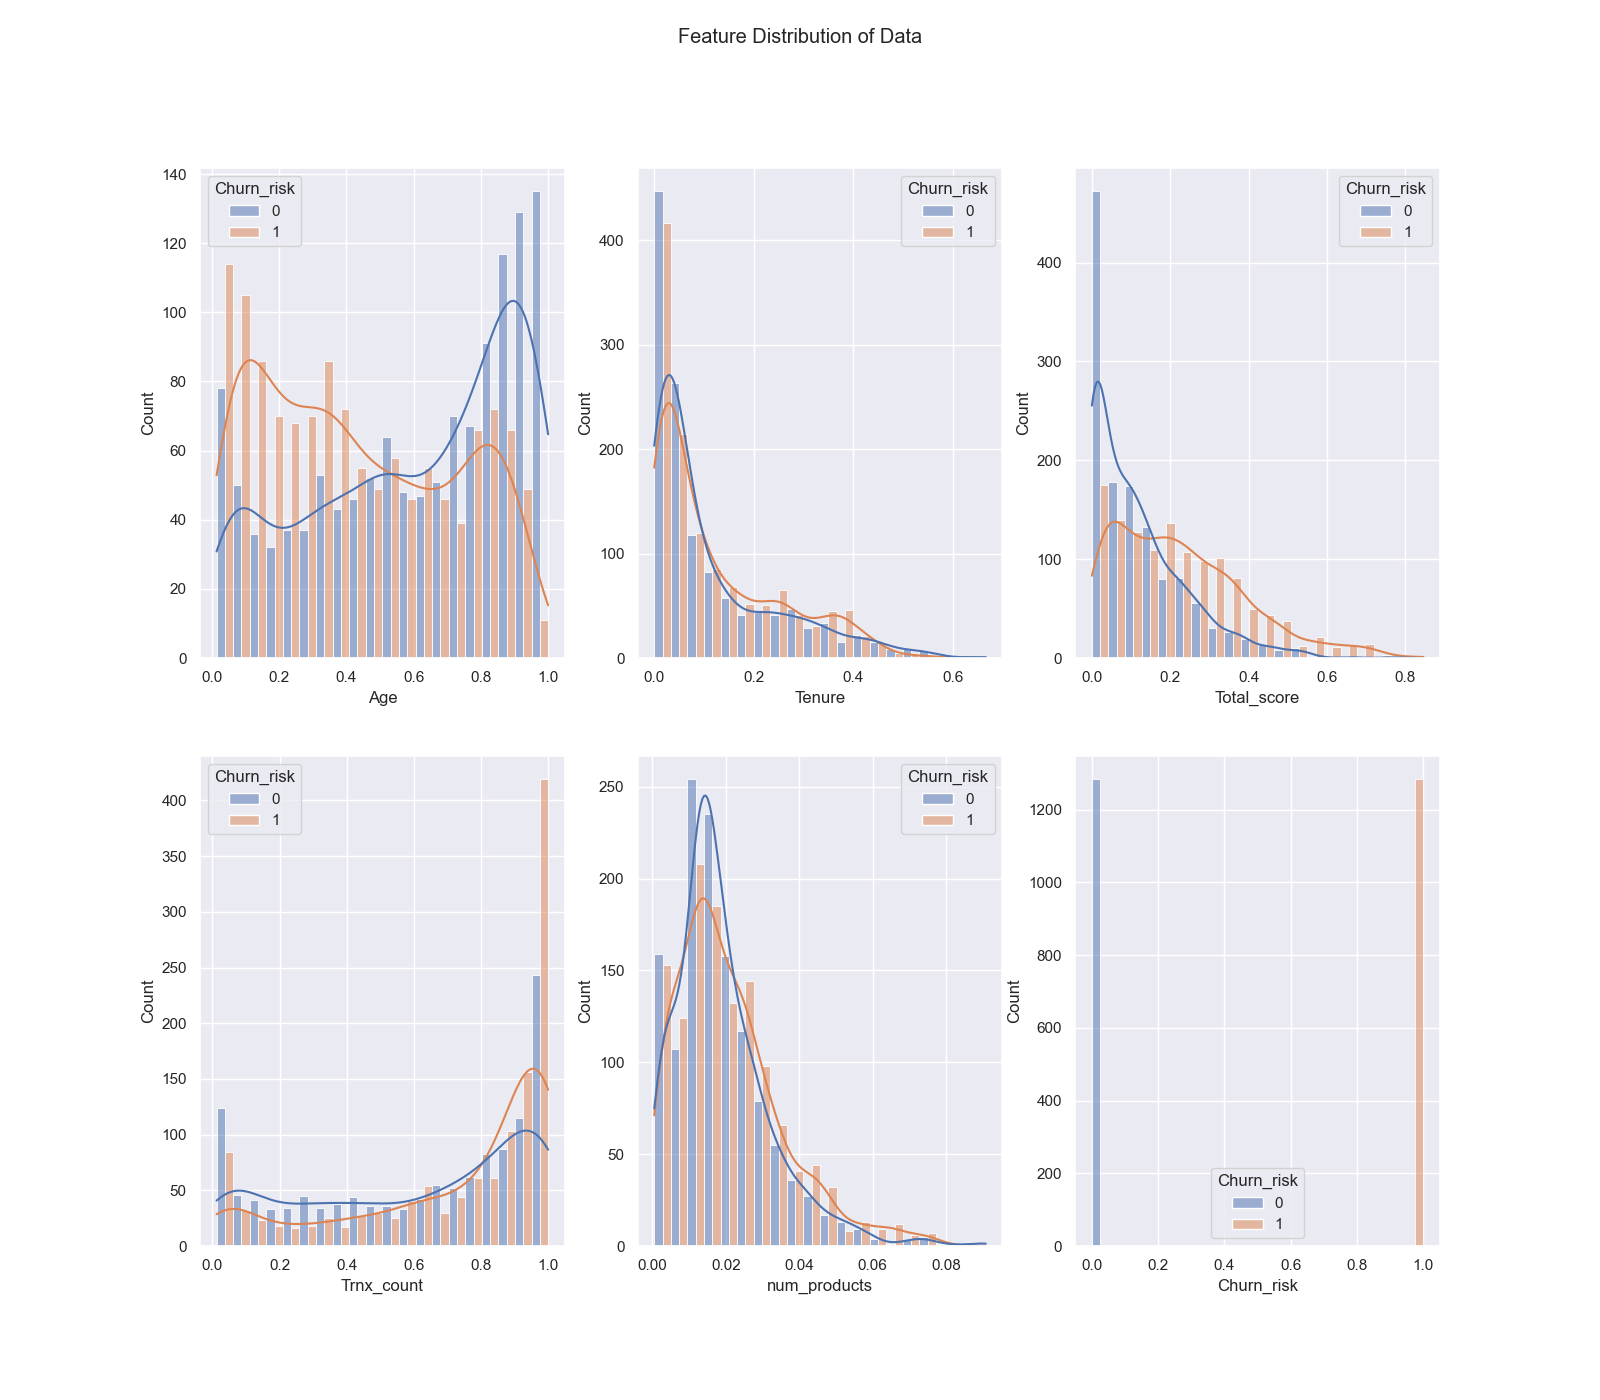 Feature Distribution of Data
140
120
100
80
60
40
20
0
Count
Churn_risk
0
1
0.0 0.2 0.4 0.6 0.8 1.0
Age
400
300
200
100
0
Count
Churn_risk
0
1
0.0 0.2 0.4 0.6
Tenure
400
300
200
100
0
Count
Churn_risk
0
1
0.0 0.2 0.4 0.6 0.8
Total_score
400
350
300
250
200
150
100
50
0
Count
Churn_risk
0
1
0.0 0.2 0.4 0.6 0.8 1.0
Trnx_count
250
200
150
100
50
0
Count
Churn_risk
0
1
0.00 0.02 0.04 0.06 0.08
num_products
1200
1000
800
600
400
200
0
Count
Churn_risk
0
1
0.0 0.2 0.4 0.6 0.8 1.0
Churn_risk